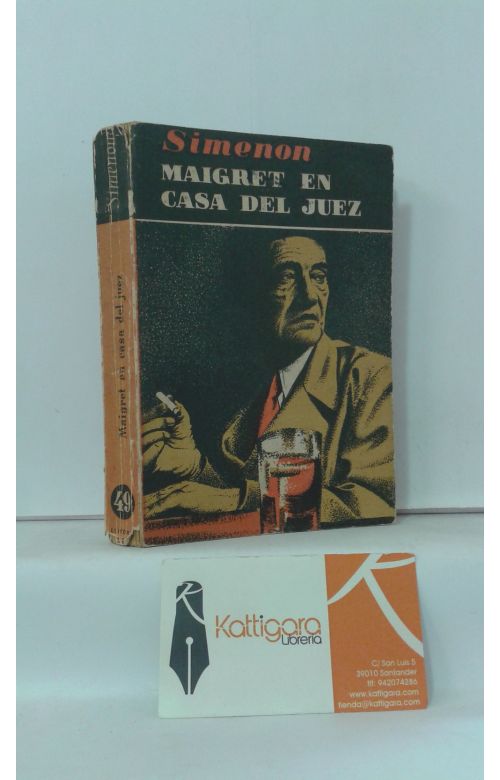 Simenon
MAIGRET EN
CASA DEL JUEZ
Simenon
Maigret en casa del juez
49
K
Kattigara
Librería
C/ San Luis 5
39010 Santander
tlf: 942074286
www.kattigara.com
tienda@kattigara.com